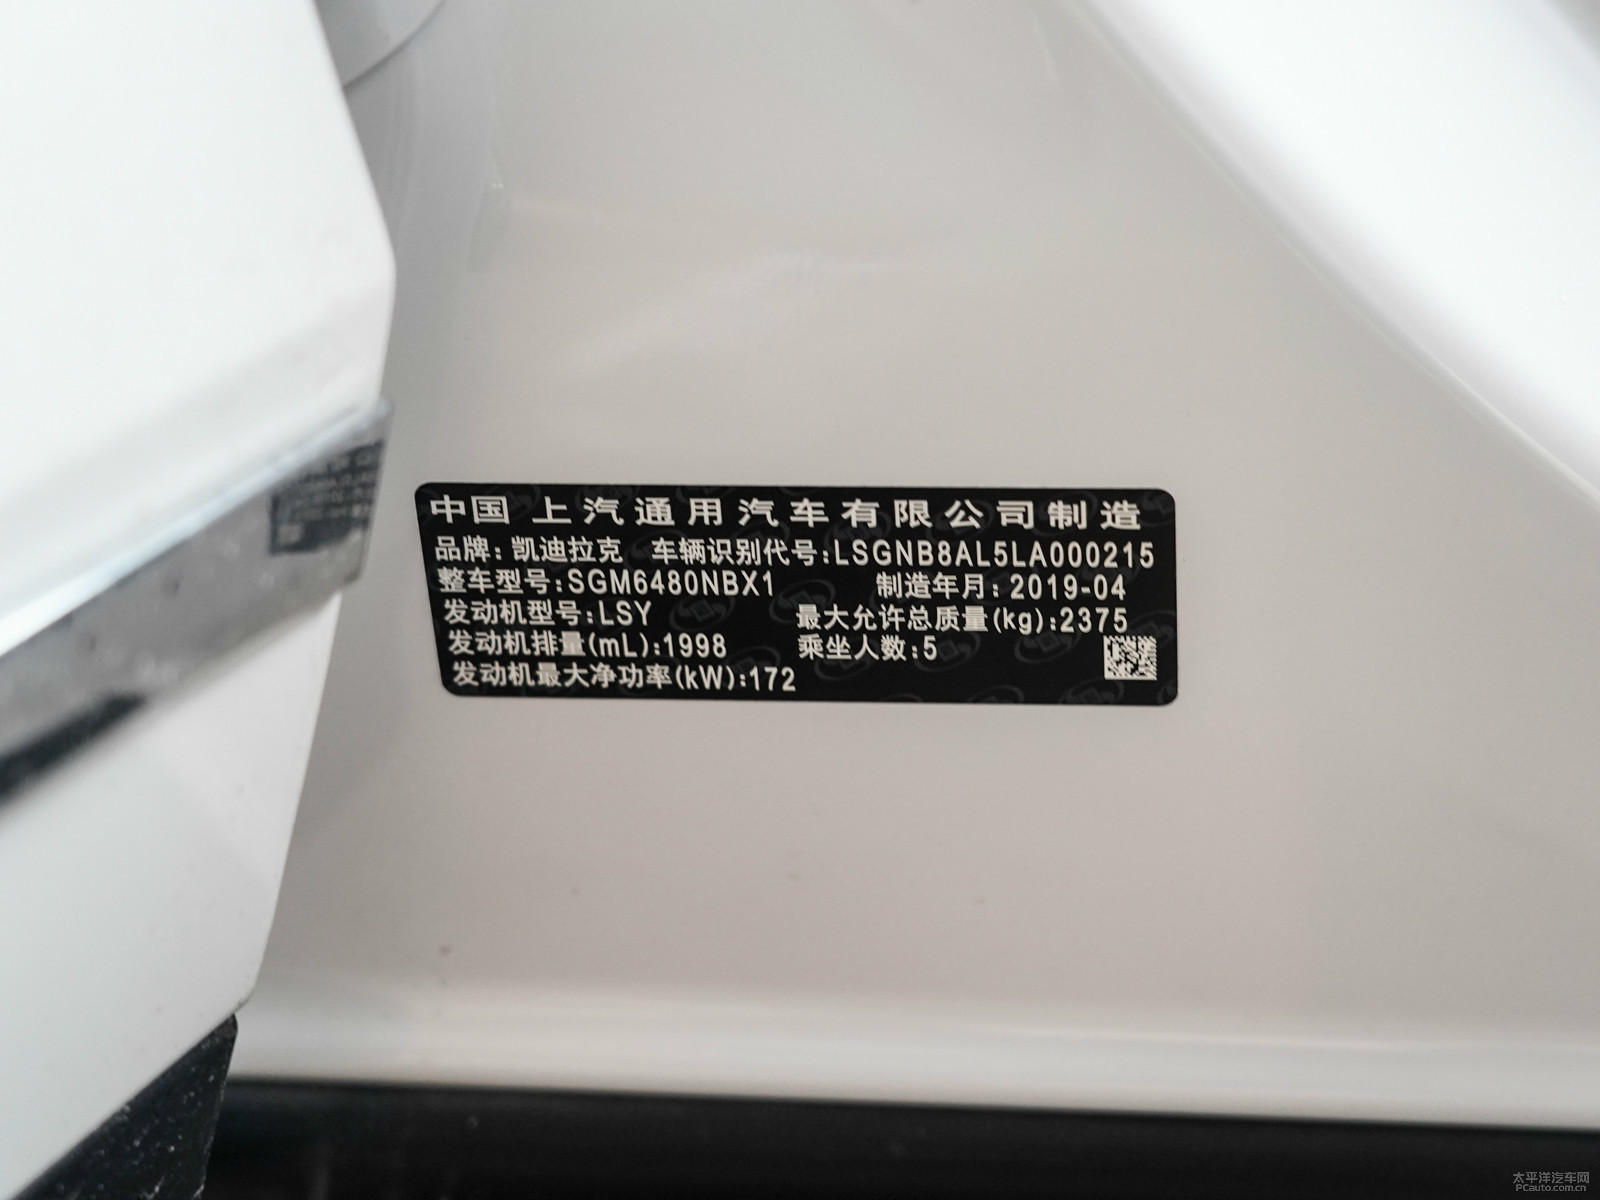 中国 上汽通用汽车有限公司制造
品牌：凯迪拉克 车辆识别代号:LSGNB8AL5LA000215
整车型号:SGM6480NBX1 制造年月:2019-04
发动机型号:LSY 最大允许总质量(kg):2375
发动机排量(mL):1998 乘坐人数:5
发动机最大净功率(kW):172
太平洋汽车网
PCauto.com.cn